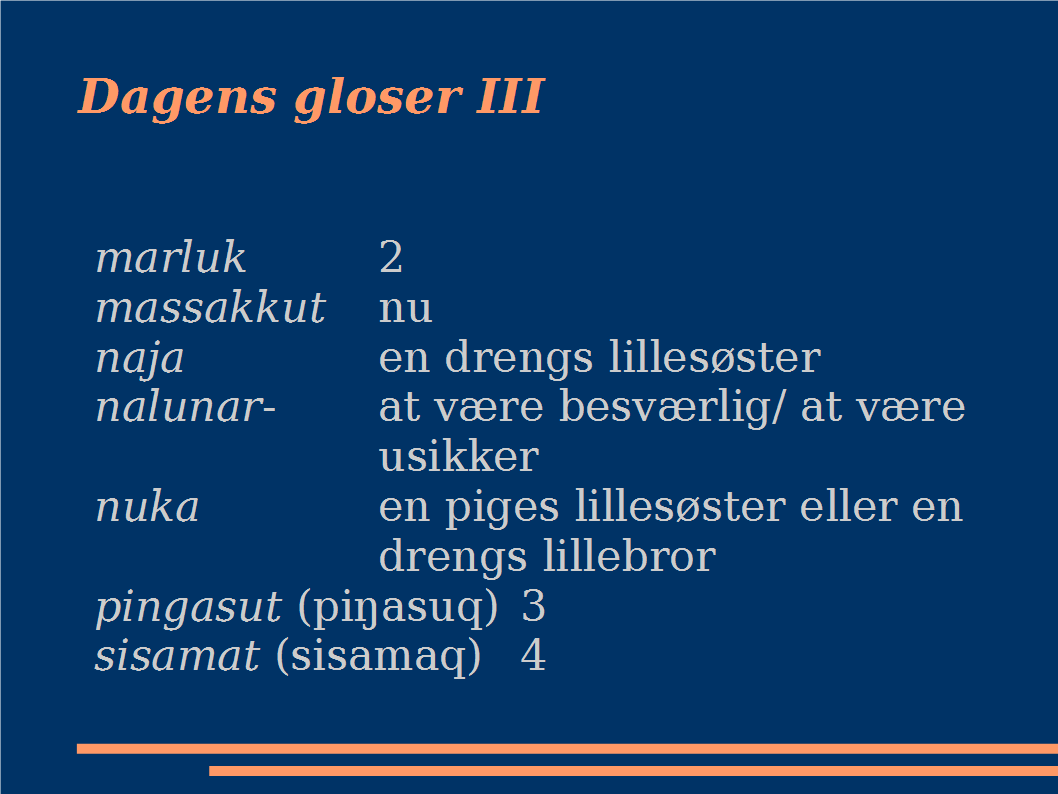 Dagens gloser III
marluk 2
massakkut nu
naja en drengs lillesøster
nalunar- at være besværlig/ at være
usikker
nuka en piges lillesøster eller en
drengs lillebror
pingasut (piŋasuq) 3
sisamat (sisamaq) 4